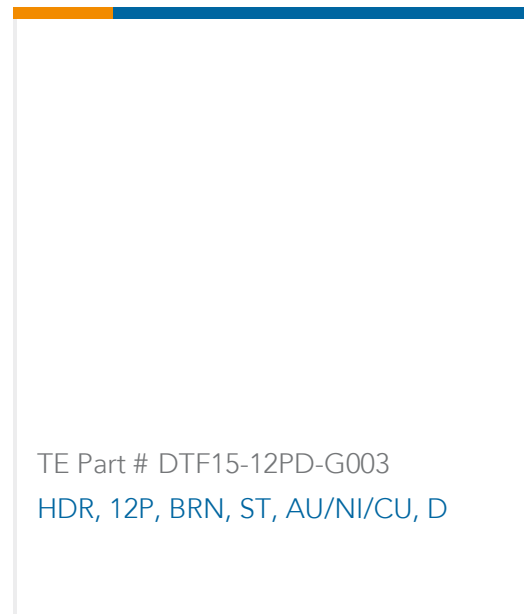 TE Part # DTF15-12PD-G003
HDR, 12P, BRN, ST, AU/NI/CU, D